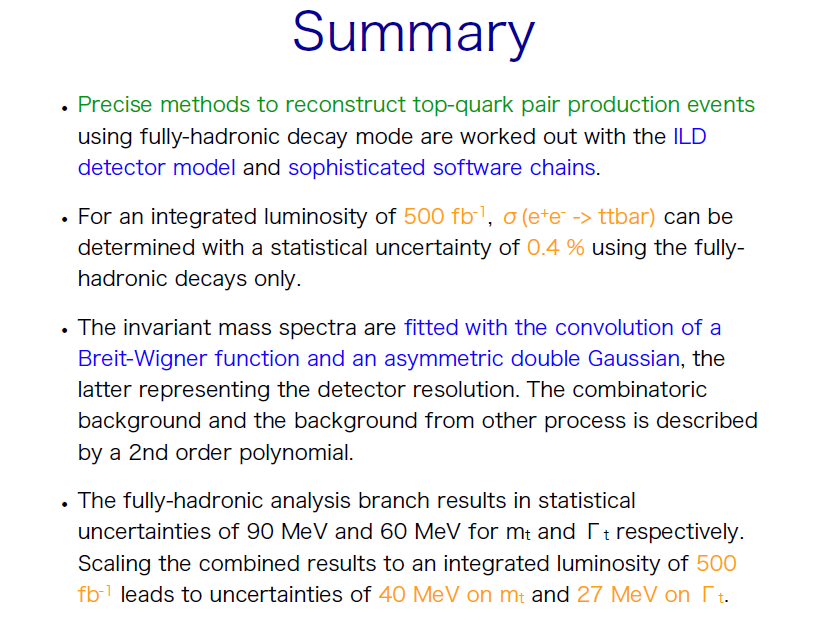 Summary
• Precise methods to reconstruct top-quark pair production events
using fully-hadronic decay mode are worked out with the ILD
detector model and sophisticated software chains.
• For an integrated luminosity of 500 fb⁻¹, σ (e⁺e⁻ -> ttbar) can be
determined with a statistical uncertainty of 0.4 % using the fully-
hadronic decays only.
• The invariant mass spectra are fitted with the convolution of a
Breit-Wigner function and an asymmetric double Gaussian, the
latter representing the detector resolution. The combinatoric
background and the background from other process is described
by a 2nd order polynomial.
• The fully-hadronic analysis branch results in statistical
uncertainties of 90 MeV and 60 MeV for mₜ and Γₜ respectively.
Scaling the combined results to an integrated luminosity of 500
fb⁻¹ leads to uncertainties of 40 MeV on mₜ and 27 MeV on Γₜ.